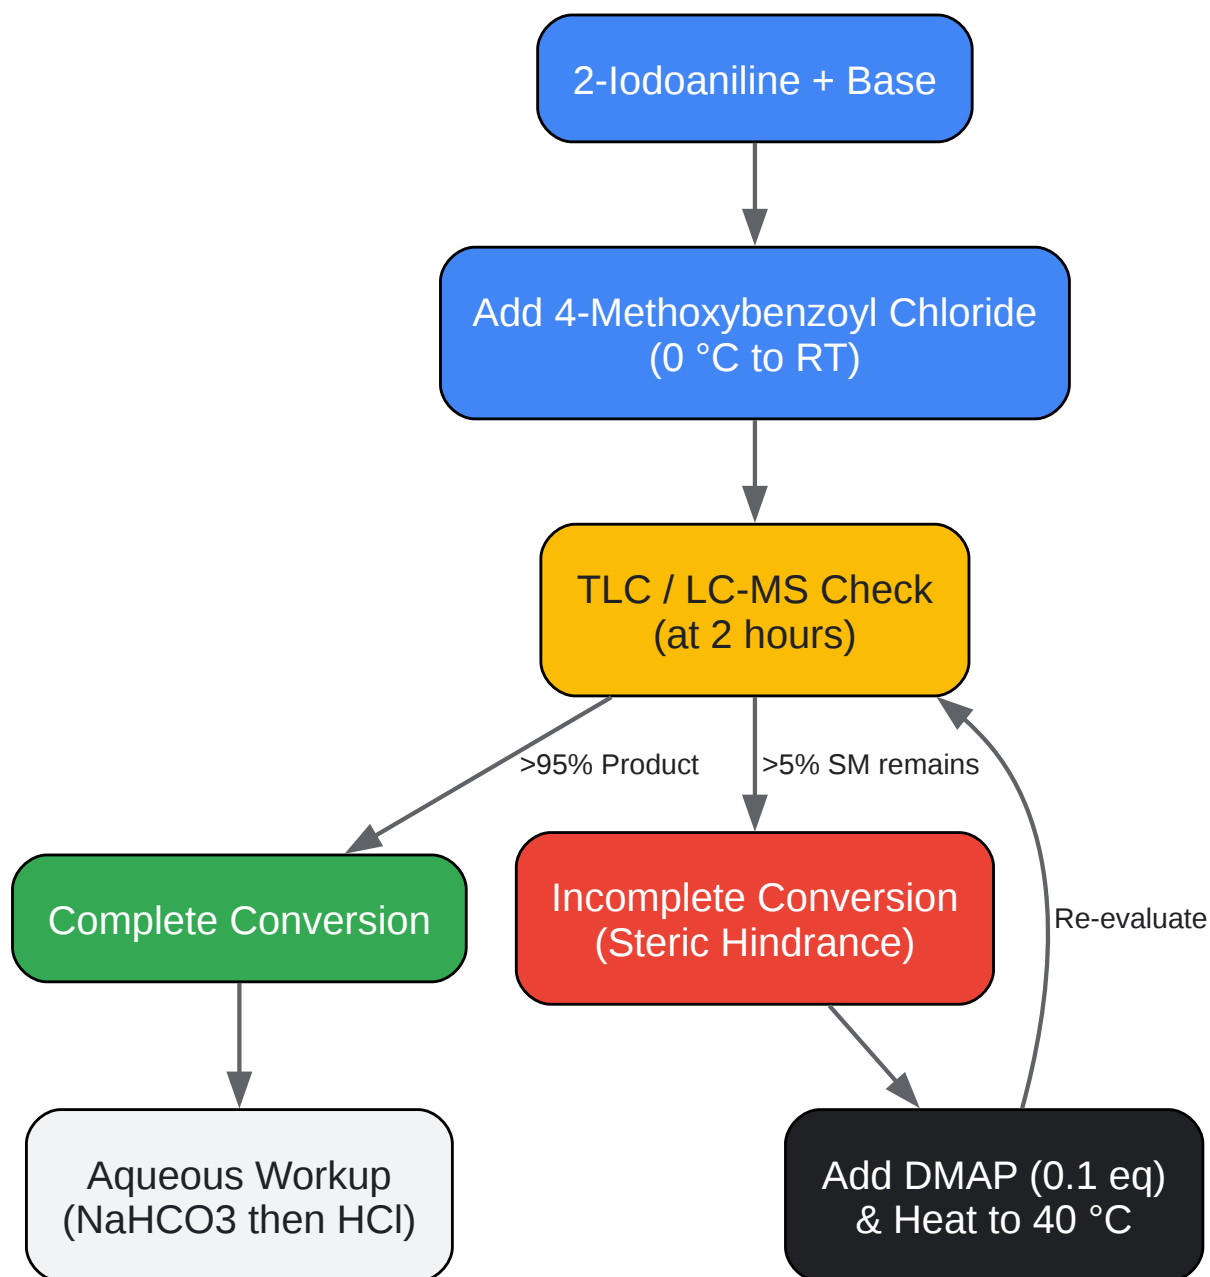 2-Iodoaniline + Base
Add 4-Methoxybenzoyl Chloride
(0 °C to RT)
TLC / LC-MS Check
(at 2 hours)
>95% Product
>5% SM remains
Complete Conversion
Incomplete Conversion
(Steric Hindrance)
Re-evaluate
Aqueous Workup
(NaHCO3 then HCl)
Add DMAP (0.1 eq)
& Heat to 40 °C